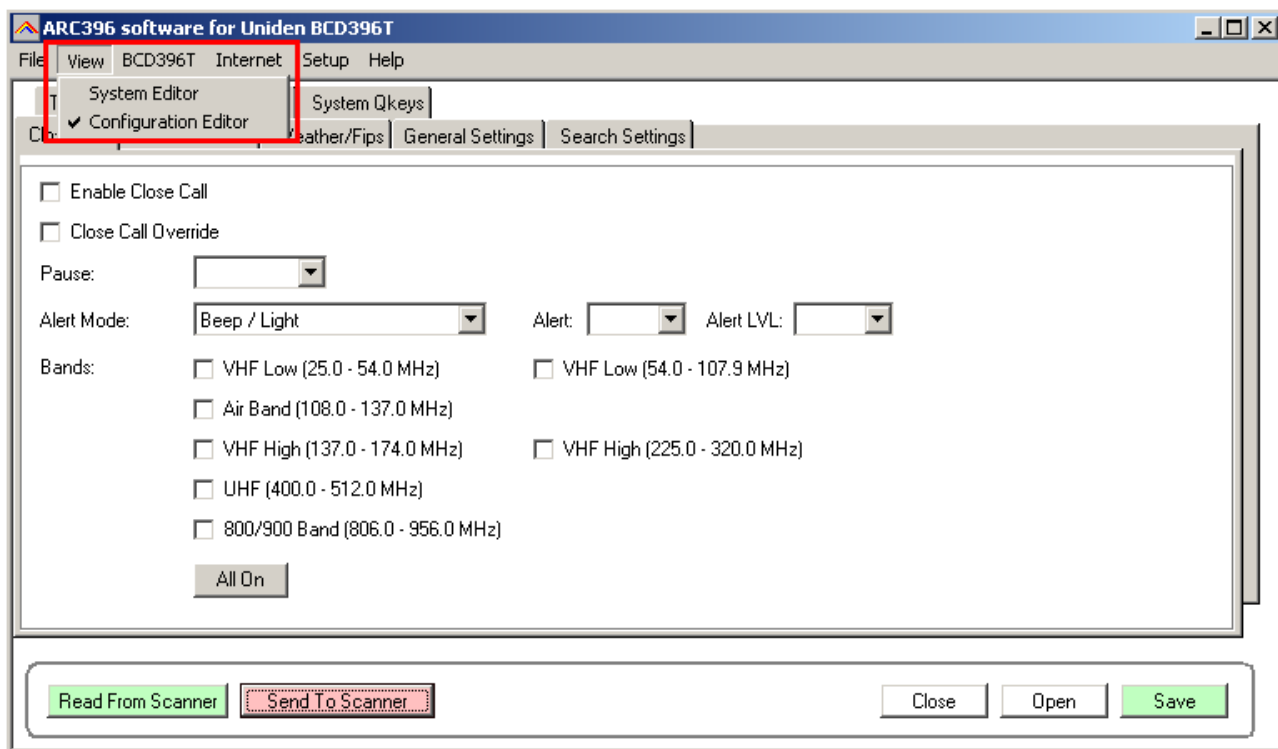 ARC396 software for Uniden BCD396T
File View BCD396T Internet Setup Help
System Editor
Configuration Editor
System Qkeys
Weather/Fips General Settings Search Settings
Enable Close Call
Close Call Override
Pause:
Alert Mode: Beep / Light Alert: Alert LVL:
Bands: VHF Low (25.0 - 54.0 MHz) VHF Low (54.0 - 107.9 MHz)
Air Band (108.0 - 137.0 MHz)
VHF High (137.0 - 174.0 MHz) VHF High (225.0 - 320.0 MHz)
UHF (400.0 - 512.0 MHz)
800/900 Band (806.0 - 956.0 MHz)
All On
Read From Scanner Send To Scanner Close Open Save